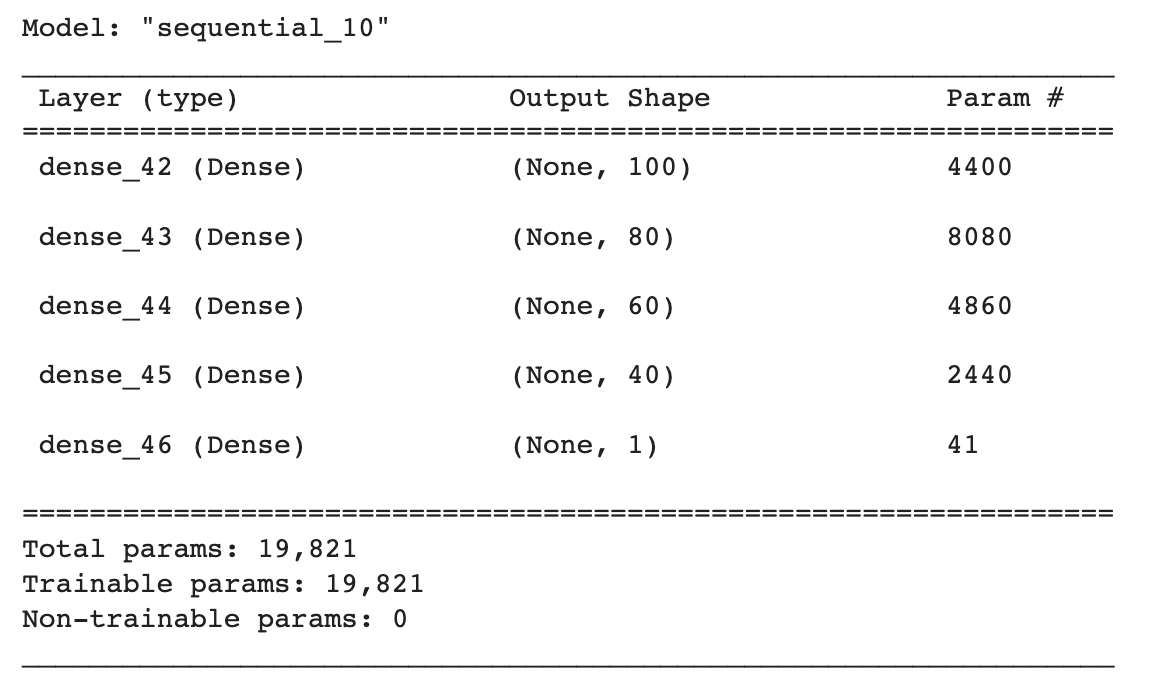 Model: "sequential_10"
Layer (type) Output Shape Param #
dense_42 (Dense) (None, 100) 4400
dense_43 (Dense) (None, 80) 8080
dense_44 (Dense) (None, 60) 4860
dense_45 (Dense) (None, 40) 2440
dense_46 (Dense) (None, 1) 41
Total params: 19,821
Trainable params: 19,821
Non-trainable params: 0